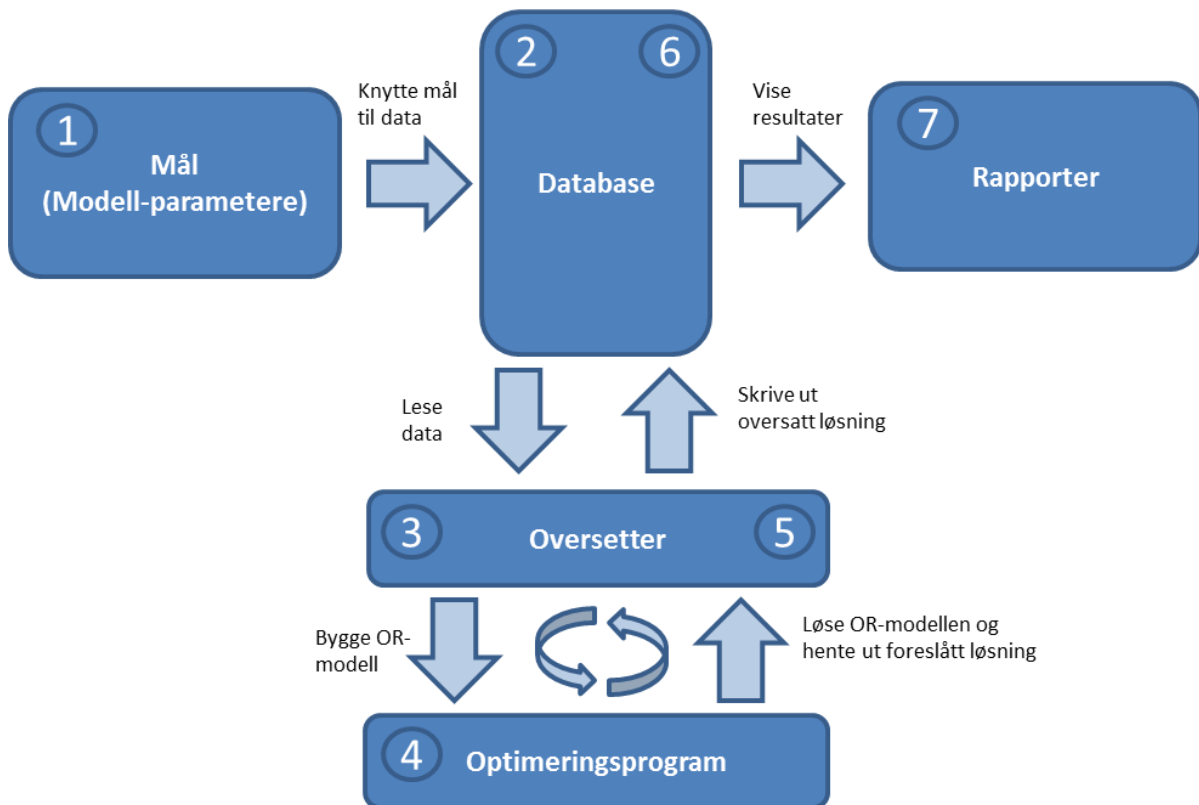 1
Mål
(Modell-parametere)
Knytte mål
til data
2
6
Database
Vise
resultater
7
Rapporter
Lese
data
Skrive ut
oversatt løsning
3
Oversetter
5
Bygge OR-
modell
Løse OR-modellen og
hente ut foreslått løsning
4
Optimeringsprogram